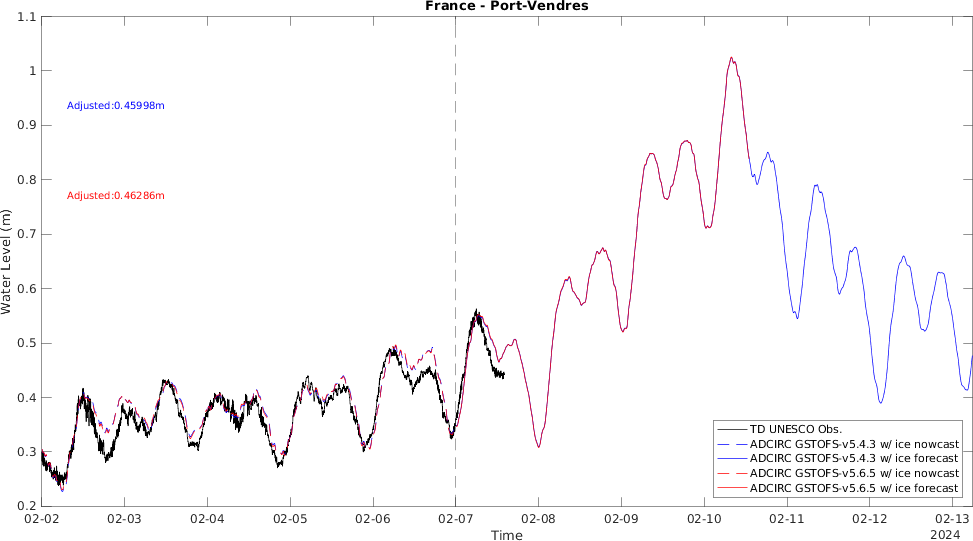 France - Port-Vendres
1.1
1
0.9
0.8
0.7
0.6
0.5
0.4
0.3
0.2
Water Level (m)
Adjusted:0.45998m
Adjusted:0.46286m
TD UNESCO Obs.
ADCIRC GSTOFS-v5.4.3 w/ ice nowcast
ADCIRC GSTOFS-v5.4.3 w/ ice forecast
ADCIRC GSTOFS-v5.6.5 w/ ice nowcast
ADCIRC GSTOFS-v5.6.5 w/ ice forecast
02-02 02-03 02-04 02-05 02-06 02-07 02-08 02-09 02-10 02-11 02-12 02-13
Time
2024